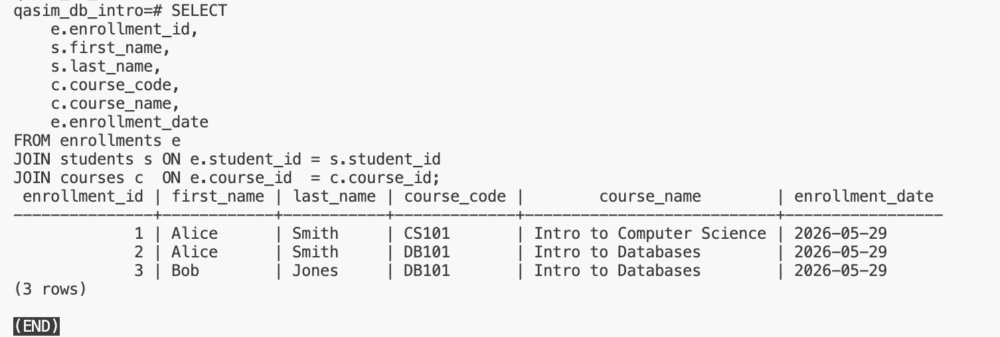 qasim_db_intro=# SELECT
    e.enrollment_id,
    s.first_name,
    s.last_name,
    c.course_code,
    c.course_name,
    e.enrollment_date
FROM enrollments e
JOIN students s ON e.student_id = s.student_id
JOIN courses c  ON e.course_id  = c.course_id;
 enrollment_id | first_name | last_name | course_code |        course_name        | enrollment_date
---------------+------------+-----------+-------------+---------------------------+-----------------
             1 | Alice      | Smith     | CS101       | Intro to Computer Science | 2026-05-29
             2 | Alice      | Smith     | DB101       | Intro to Databases        | 2026-05-29
             3 | Bob        | Jones     | DB101       | Intro to Databases        | 2026-05-29
(3 rows)

(END)